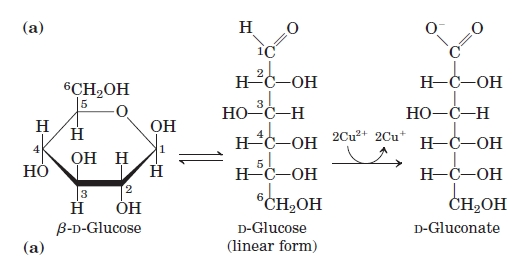 (a)
H O
O⁻ O
¹C
C
⁶CH₂OH
H–²C–OH
H–C–OH
5
O
HO–³C–H
HO–C–H
H
H
OH
H–⁴C–OH
2Cu²⁺ 2Cu⁺
H–C–OH
4
OH H
1
HO
H
H–⁵C–OH
H–C–OH
3
2
⁶CH₂OH
CH₂OH
H
OH
β-D-Glucose
D-Glucose
D-Gluconate
(linear form)
(a)